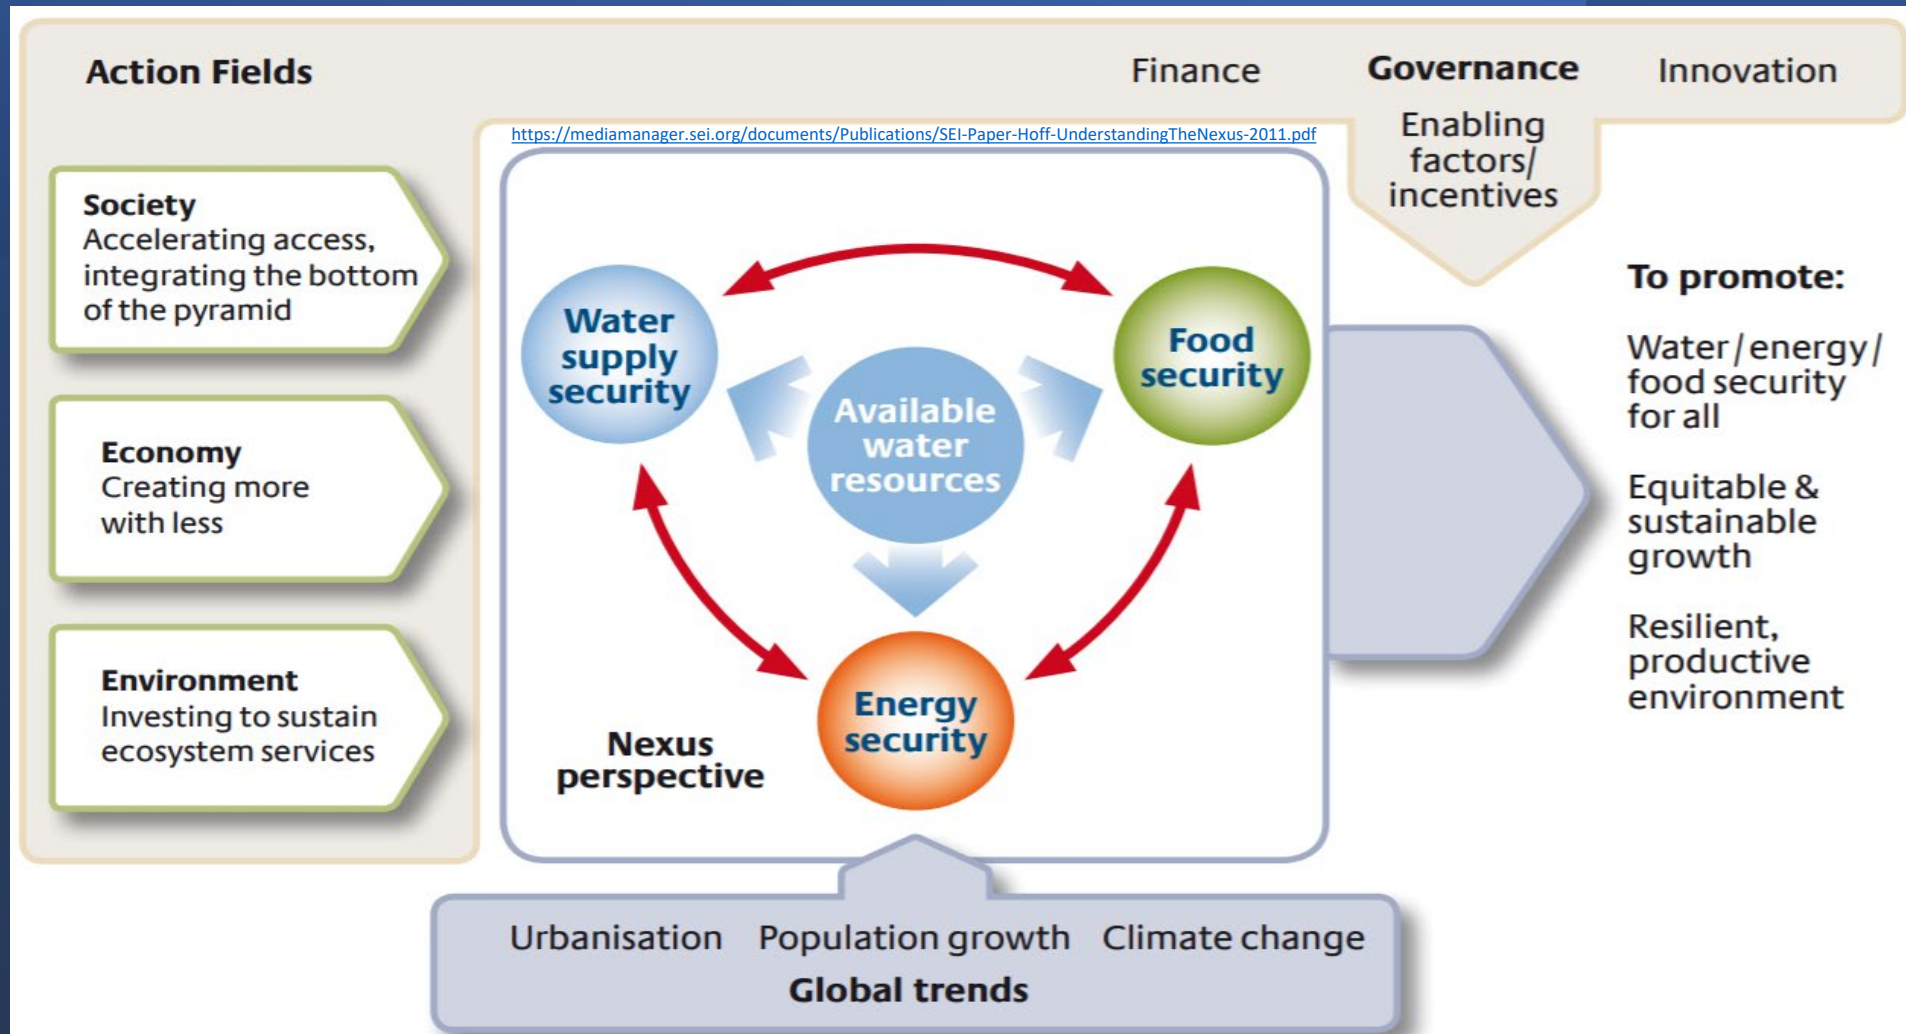 Action Fields
Finance
Governance
Innovation
Enabling
factors/
incentives
https://mediamanager.sei.org/documents/Publications/SEI-Paper-Hoff-UnderstandingTheNexus-2011.pdf
Society
Accelerating access,
integrating the bottom
of the pyramid
Economy
Creating more
with less
Environment
Investing to sustain
ecosystem services
Water
supply
security
Food
security
Available
water
resources
Energy
security
Nexus
perspective
To promote:
Water/energy/
food security
for all
Equitable &
sustainable
growth
Resilient,
productive
environment
Urbanisation Population growth Climate change
Global trends